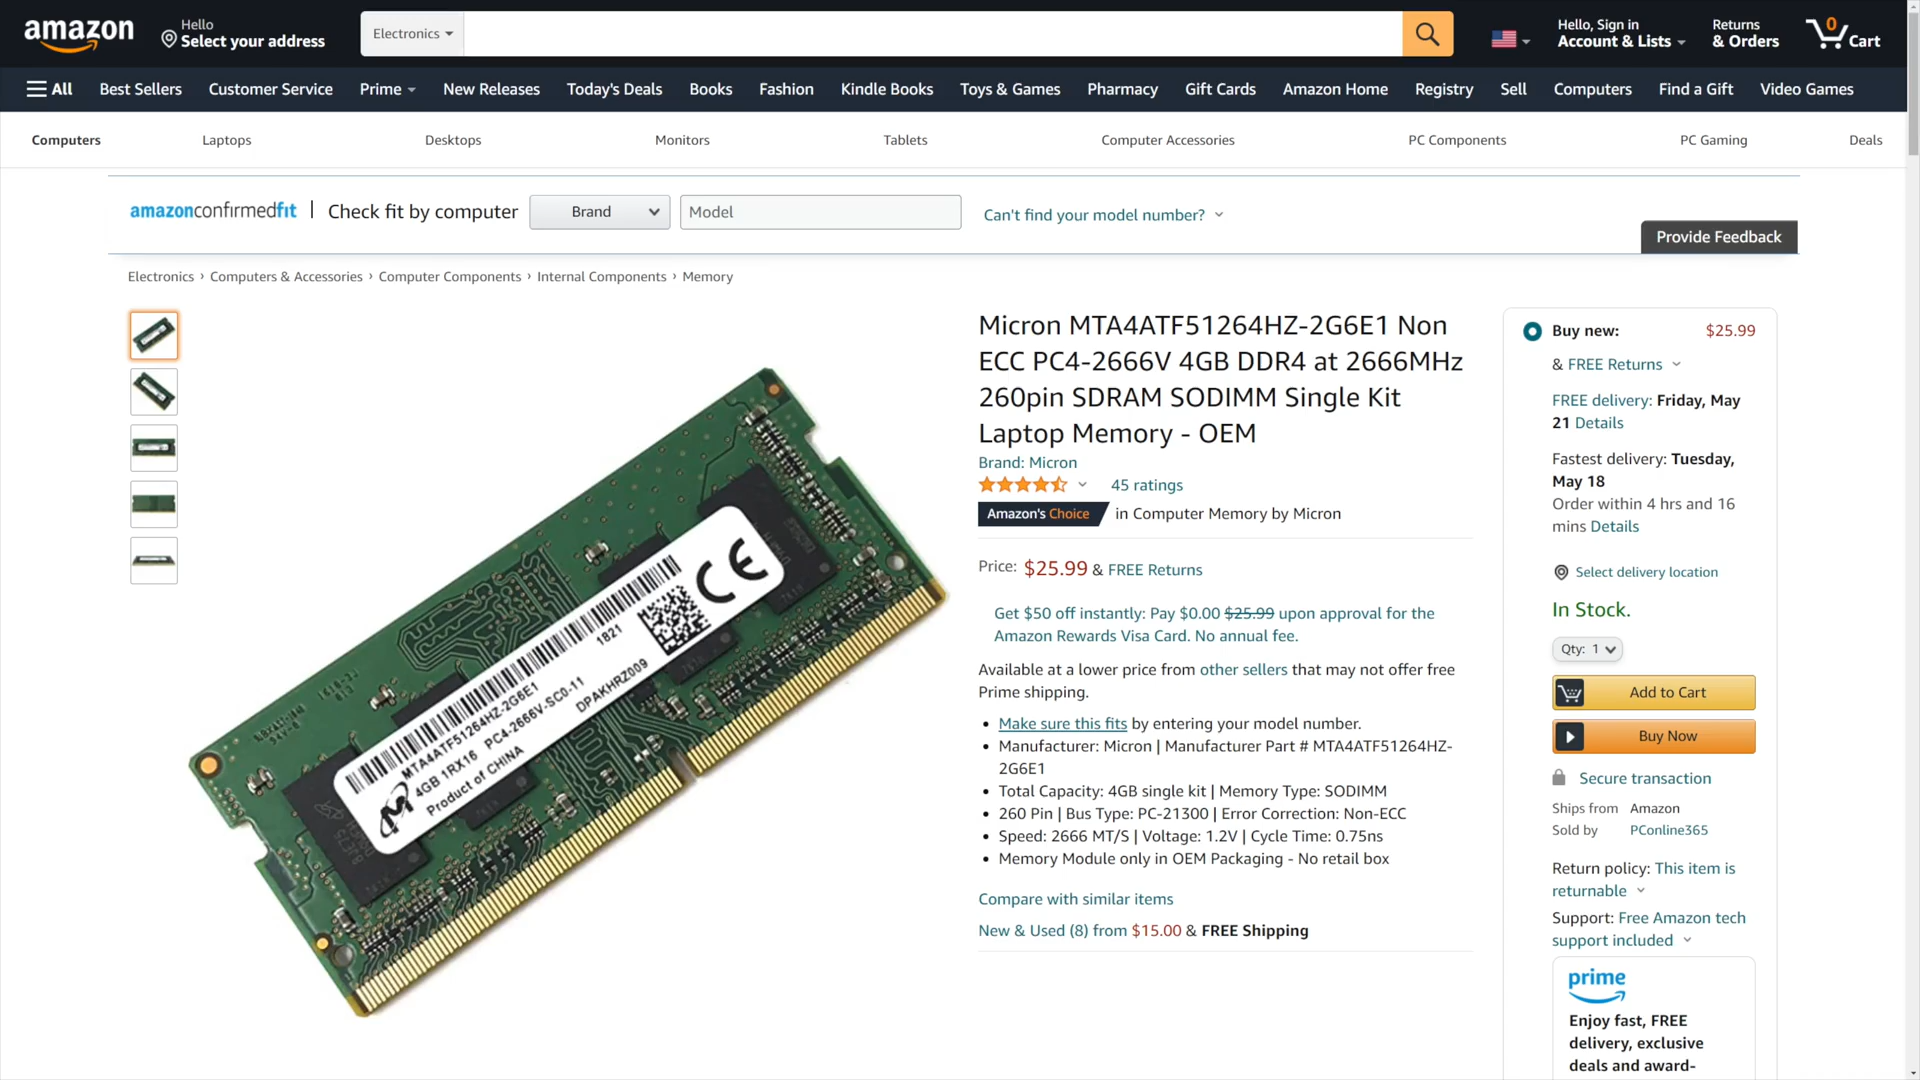 amazon
Hello
Select your address
Electronics
Hello, Sign in
Account & Lists
Returns
& Orders
0
Cart
All
Best Sellers
Customer Service
Prime
New Releases
Today's Deals
Books
Fashion
Kindle Books
Toys & Games
Pharmacy
Gift Cards
Amazon Home
Registry
Sell
Computers
Find a Gift
Video Games
Computers
Laptops
Desktops
Monitors
Tablets
Computer Accessories
PC Components
PC Gaming
Deals
amazonconfirmedfit | Check fit by computer
Brand
Model
Can't find your model number?
Provide Feedback
Electronics › Computers & Accessories › Computer Components › Internal Components › Memory
MTA4ATF51264HZ-2G6E1
1821
4GB 1RX16 PC4-2666V-SC0-11
Product of CHINA
DPAKHRZ009
CE
Micron MTA4ATF51264HZ-2G6E1 Non
ECC PC4-2666V 4GB DDR4 at 2666MHz
260pin SDRAM SODIMM Single Kit
Laptop Memory - OEM
Brand: Micron
45 ratings
Amazon's Choice in Computer Memory by Micron
Price: $25.99 & FREE Returns
Get $50 off instantly: Pay $0.00 $25.99 upon approval for the
Amazon Rewards Visa Card. No annual fee.
Available at a lower price from other sellers that may not offer free
Prime shipping.
• Make sure this fits by entering your model number.
• Manufacturer: Micron | Manufacturer Part # MTA4ATF51264HZ-
2G6E1
• Total Capacity: 4GB single kit | Memory Type: SODIMM
• 260 Pin | Bus Type: PC-21300 | Error Correction: Non-ECC
• Speed: 2666 MT/S | Voltage: 1.2V | Cycle Time: 0.75ns
• Memory Module only in OEM Packaging - No retail box
Compare with similar items
New & Used (8) from $15.00 & FREE Shipping
Buy new: $25.99
& FREE Returns
FREE delivery: Friday, May
21 Details
Fastest delivery: Tuesday,
May 18
Order within 4 hrs and 16
mins Details
Select delivery location
In Stock.
Qty: 1
Add to Cart
Buy Now
Secure transaction
Ships from Amazon
Sold by PConline365
Return policy: This item is
returnable
Support: Free Amazon tech
support included
prime
Enjoy fast, FREE
delivery, exclusive
deals and award-